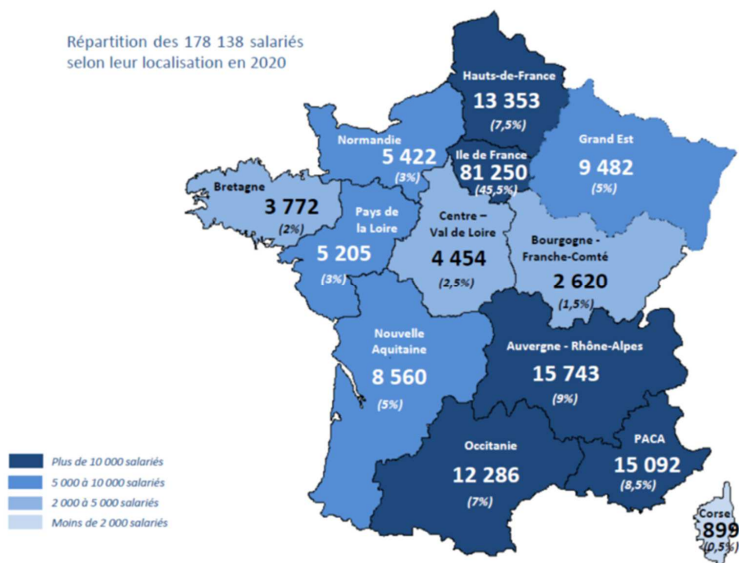 Répartition des 178 138 salariés
selon leur localisation en 2020
Hauts-de-France
13 353
(7,5%)
Normandie
5 422
(3%)
Ile de France
81 250
(45,5%)
Grand Est
9 482
(5%)
Bretagne
3 772
(2%)
Pays de
la Loire
5 205
(3%)
Centre –
Val de Loire
4 454
(2,5%)
Bourgogne -
Franche-Comté
2 620
(1,5%)
Nouvelle
Aquitaine
8 560
(5%)
Auvergne - Rhône-Alpes
15 743
(9%)
Occitanie
12 286
(7%)
PACA
15 092
(8,5%)
Corse
899
(0,5%)
Plus de 10 000 salariés
5 000 à 10 000 salariés
2 000 à 5 000 salariés
Moins de 2 000 salariés